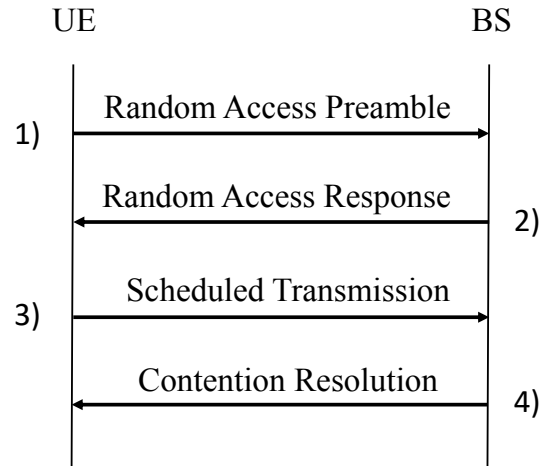 UE BS
Random Access Preamble
1)
Random Access Response
2)
Scheduled Transmission
3)
Contention Resolution
4)